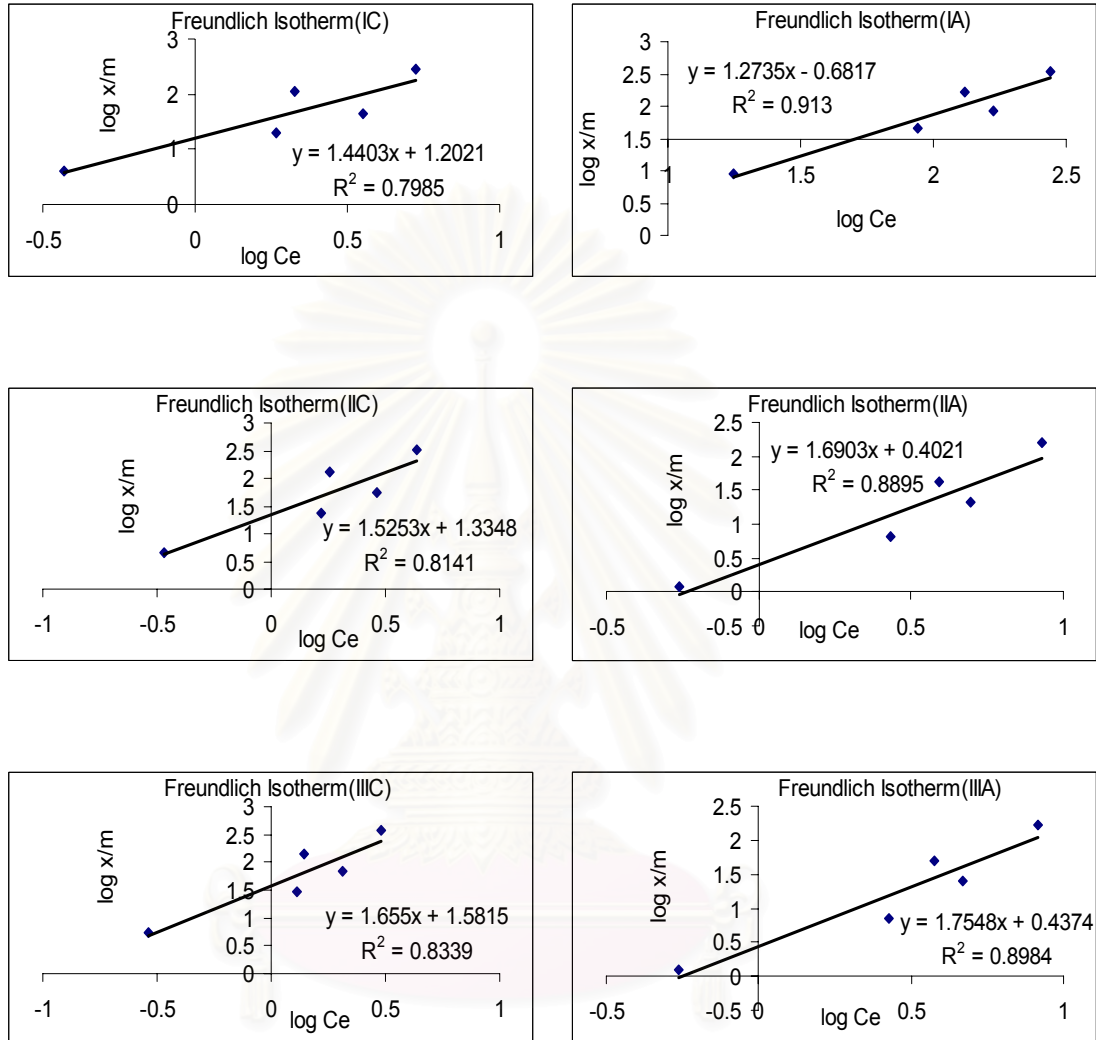 Freundlich Isotherm(IC)
3
2
1
0
log x/m
y = 1.4403x + 1.2021
R² = 0.7985
-0.5 0 0.5 1
log Ce
Freundlich Isotherm(IA)
3
2.5
2
1.5
1
0.5
0
log x/m
y = 1.2735x - 0.6817
R² = 0.913
1 1.5 2 2.5
log Ce
Freundlich Isotherm(IIC)
3
2.5
2
1.5
1
0.5
0
log x/m
y = 1.5253x + 1.3348
R² = 0.8141
-1 -0.5 0 0.5 1
log Ce
Freundlich Isotherm(IIA)
2.5
2
1.5
1
0.5
0
-0.5
log x/m
y = 1.6903x + 0.4021
R² = 0.8895
-0.5 0 0.5 1
log Ce
Freundlich Isotherm(IIIC)
3
2.5
2
1.5
1
0.5
0
log x/m
y = 1.655x + 1.5815
R² = 0.8339
-1 -0.5 0 0.5 1
log Ce
Freundlich Isotherm(IIIA)
2.5
2
1.5
1
0.5
0
-0.5
log x/m
y = 1.7548x + 0.4374
R² = 0.8984
-0.5 0 0.5 1
log Ce